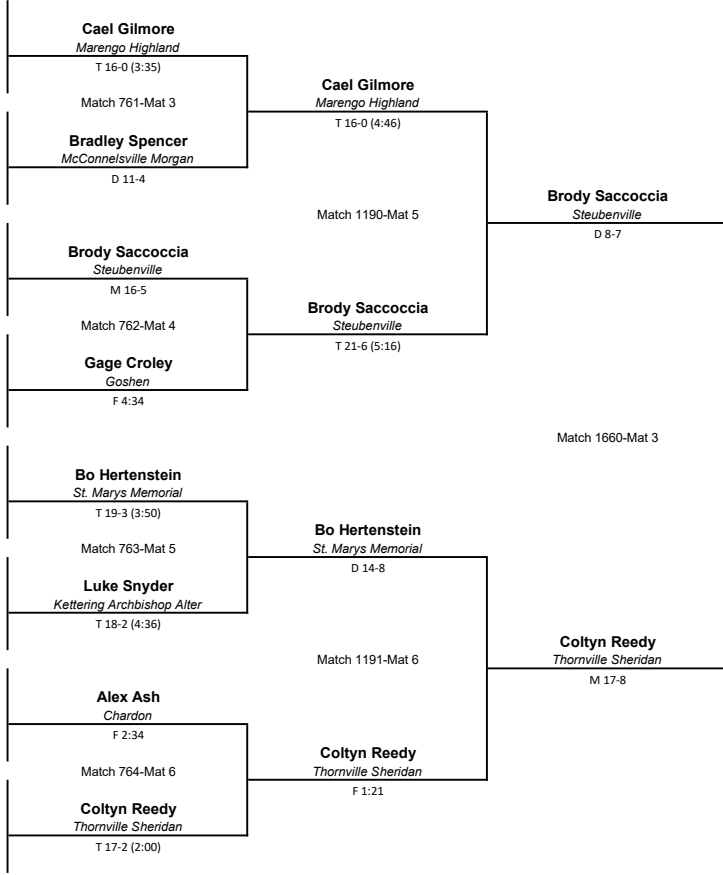 Cael Gilmore
Marengo Highland
T 16-0 (3:35)
Match 761-Mat 3
Bradley Spencer
McConnelsville Morgan
D 11-4
Brody Saccoccia
Steubenville
M 16-5
Match 762-Mat 4
Gage Croley
Goshen
F 4:34
Bo Hertenstein
St. Marys Memorial
T 19-3 (3:50)
Match 763-Mat 5
Luke Snyder
Kettering Archbishop Alter
T 18-2 (4:36)
Alex Ash
Chardon
F 2:34
Match 764-Mat 6
Coltyn Reedy
Thornville Sheridan
T 17-2 (2:00)
Cael Gilmore
Marengo Highland
T 16-0 (4:46)
Match 1190-Mat 5
Brody Saccoccia
Steubenville
T 21-6 (5:16)
Bo Hertenstein
St. Marys Memorial
D 14-8
Match 1191-Mat 6
Coltyn Reedy
Thornville Sheridan
F 1:21
Brody Saccoccia
Steubenville
D 8-7
Match 1660-Mat 3
Coltyn Reedy
Thornville Sheridan
M 17-8